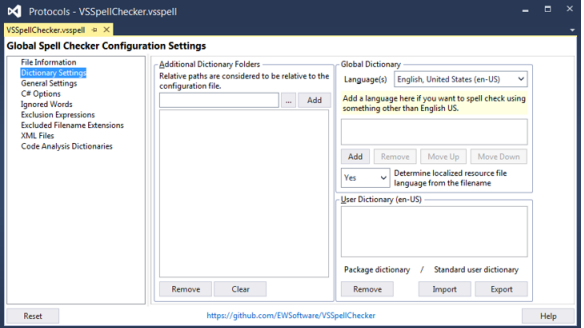 Protocols - VSSpellChecker.vsspell
VSSpellChecker.vsspell
Global Spell Checker Configuration Settings
File Information
Dictionary Settings
General Settings
C# Options
Ignored Words
Exclusion Expressions
Excluded Filename Extensions
XML Files
Code Analysis Dictionaries
Additional Dictionary Folders
Relative paths are considered to be relative to the
configuration file.
... Add
Remove Clear
Global Dictionary
Language(s) English, United States (en-US)
Add a language here if you want to spell check using
something other than English US.
Add Remove Move Up Move Down
Yes Determine localized resource file
language from the filename
User Dictionary (en-US)
Package dictionary / Standard user dictionary
Remove Import Export
Reset https://github.com/EWSoftware/VSSpellChecker Help